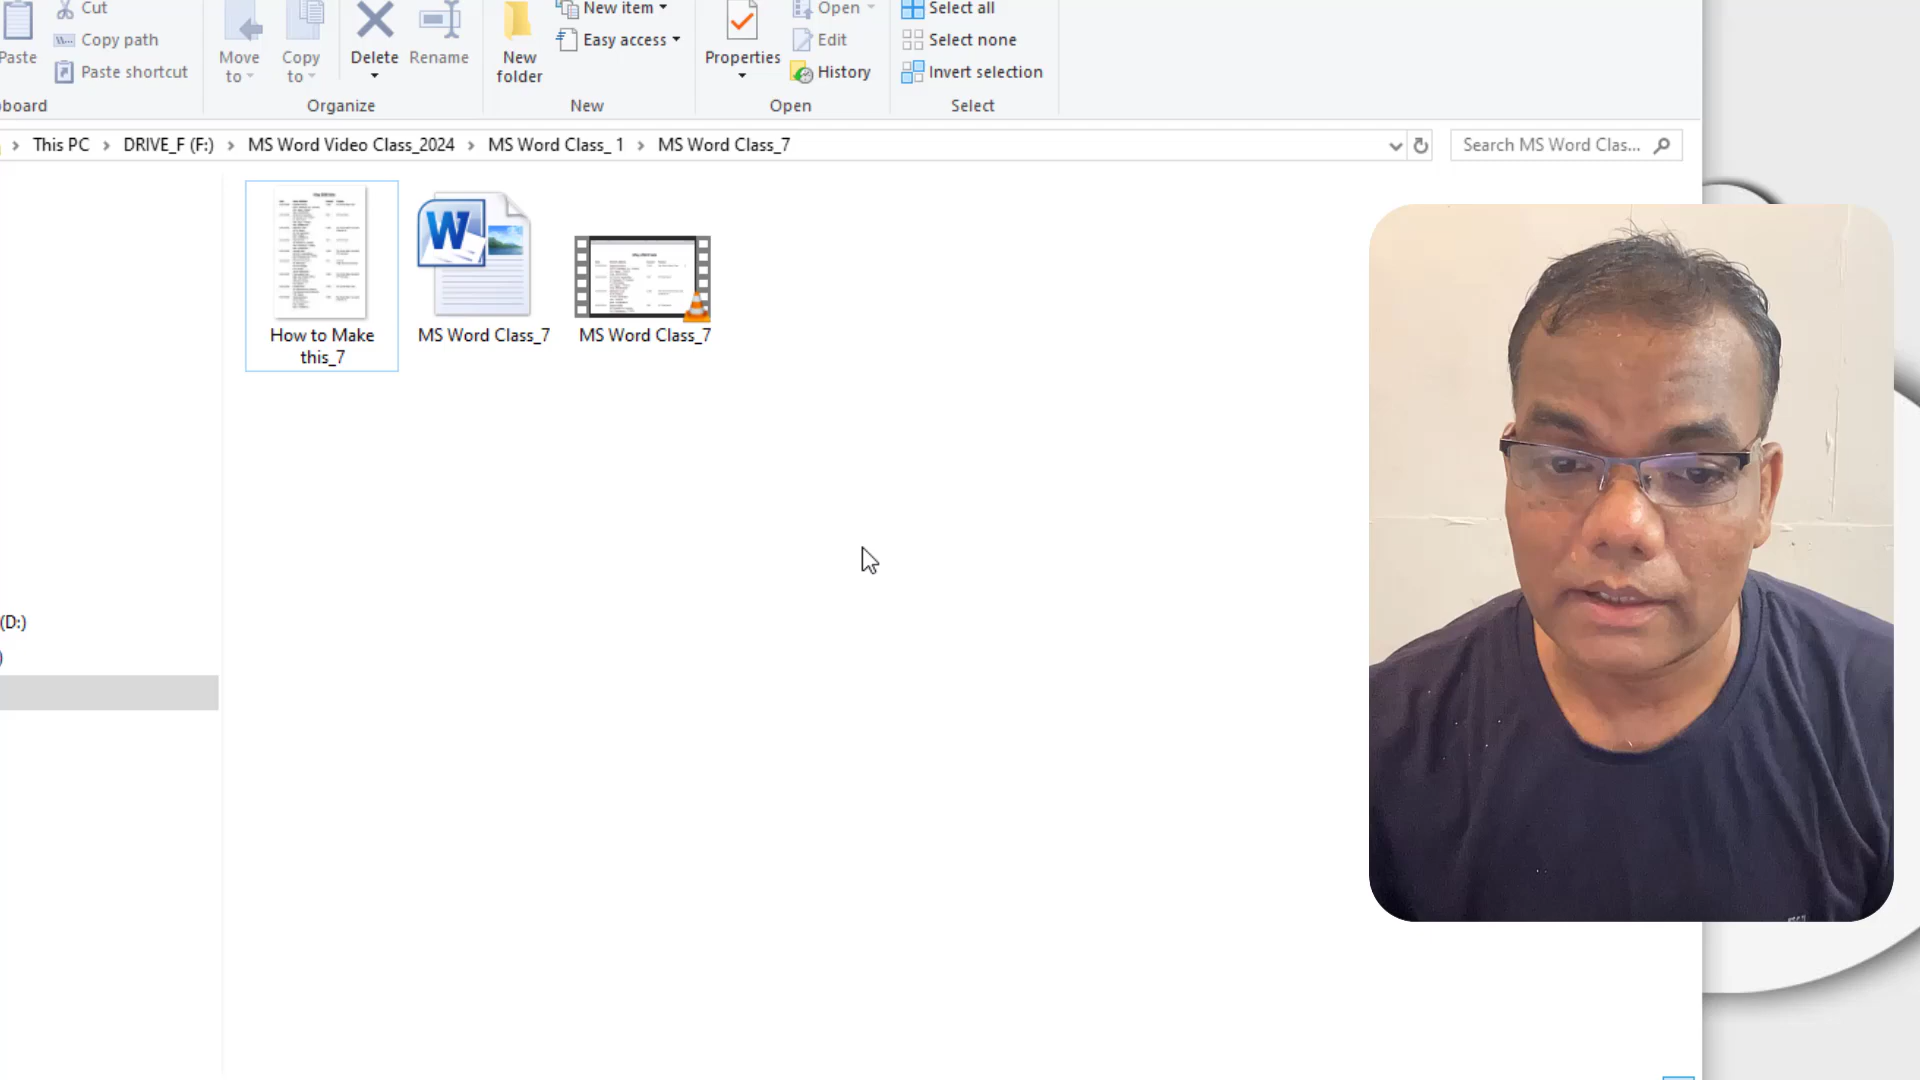 Cut
New item
Open
Select all
Paste
Copy path
Move to
Copy to
Delete
Rename
New folder
Easy access
Properties
Edit
Select none
Paste shortcut
History
Invert selection
board
Organize
New
Open
Select
This PC
DRIVE_F (F:)
MS Word Video Class_2024
MS Word Class_ 1
MS Word Class_7
Search MS Word Clas...
W
How to Make
this_7
MS Word Class_7
MS Word Class_7
(D:)
)